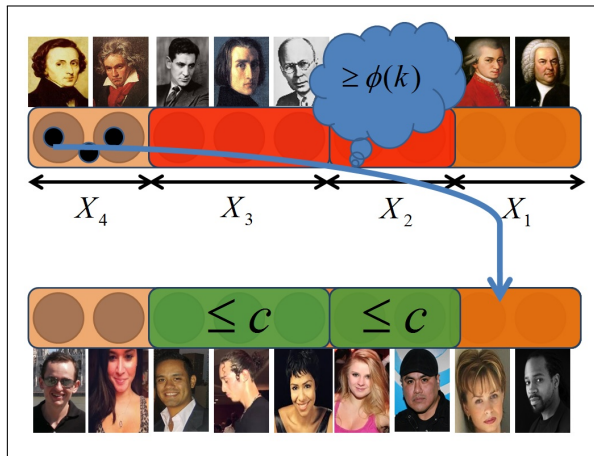 ≥ ϕ(k)
X₄ X₃ X₂ X₁
≤ c ≤ c